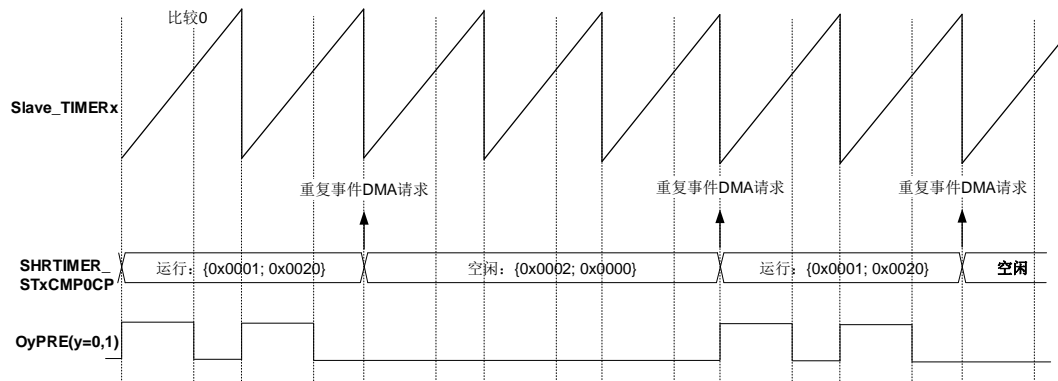 比较0
Slave_TIMERx
重复事件DMA请求
重复事件DMA请求
重复事件DMA请求
SHRTIMER_
STxCMP0CP
运行：{0x0001; 0x0020}
空闲：{0x0002; 0x0000}
运行：{0x0001; 0x0020}
空闲
OyPRE(y=0,1)